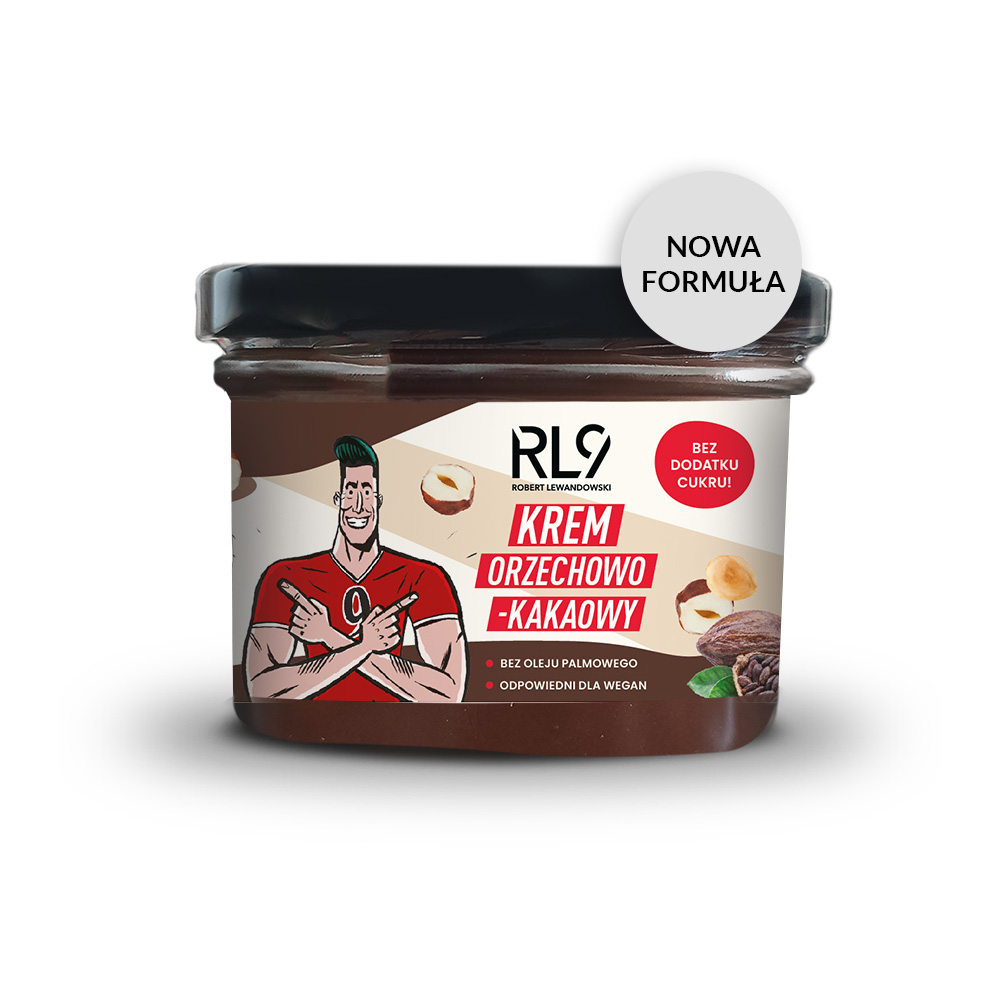 NOWA
FORMUŁA
RL9
ROBERT LEWANDOWSKI
BEZ
DODATKU
CUKRU!
KREM
ORZECHOWO
-KAKAOWY
9
• BEZ OLEJU PALMOWEGO
• ODPOWIEDNI DLA WEGAN